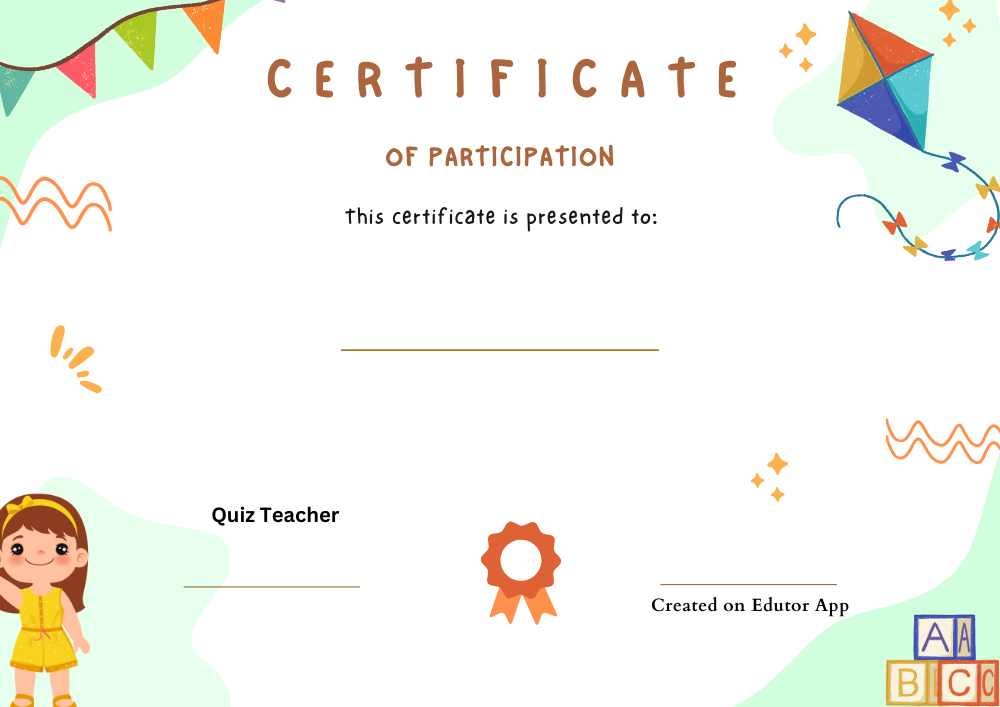 CERTIFICATE
OF PARTICIPATION
This certificate is presented to:
Quiz Teacher
Created on Edutor App
A A
B C C